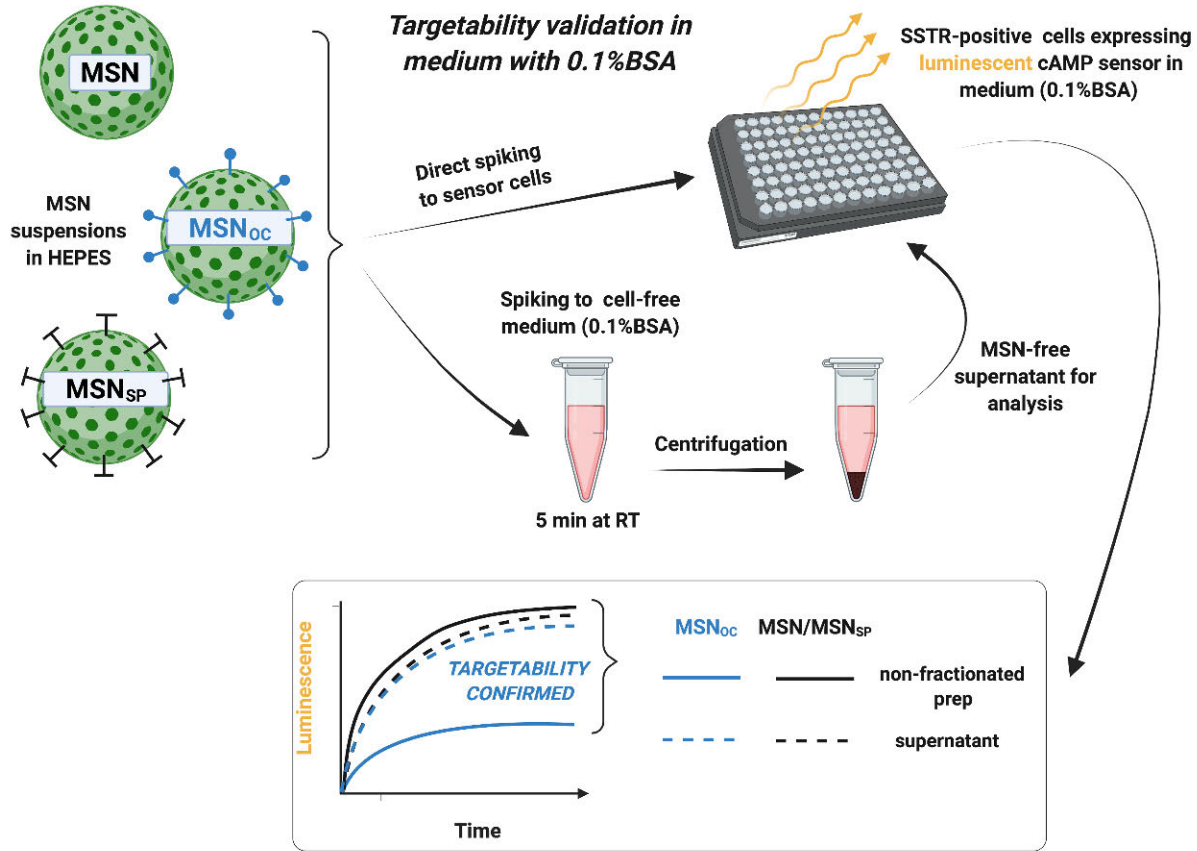 MSN
MSN
suspensions
in HEPES
MSNOC
MSNSP
Targetability validation in
medium with 0.1%BSA
SSTR-positive cells expressing
luminescent cAMP sensor in
medium (0.1%BSA)
Direct spiking
to sensor cells
Spiking to cell-free
medium (0.1%BSA)
5 min at RT
Centrifugation
MSN-free
supernatant for
analysis
Luminescence
Time
TARGETABILITY
CONFIRMED
MSNOC MSN/MSNSP
non-fractionated
prep
supernatant